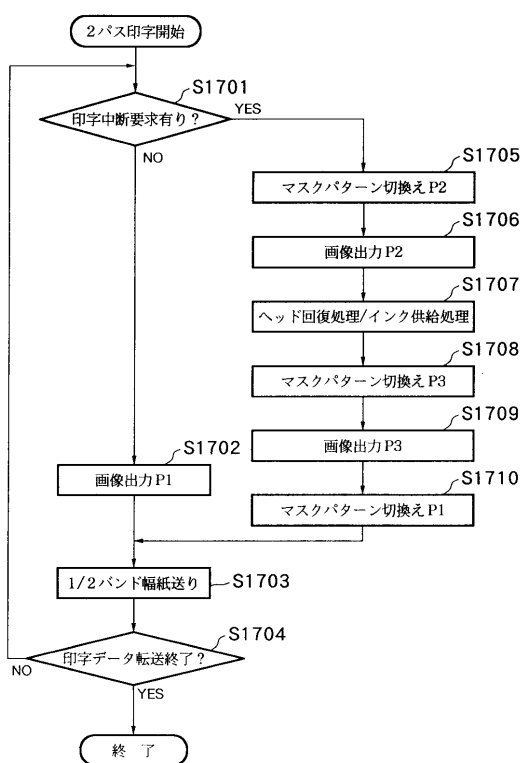 2パス印字開始
S1701
印字中断要求有り?
YES
NO
S1705
マスクパターン切換えP2
S1706
画像出力P2
S1707
ヘッド回復処理/インク供給処理
S1708
マスクパターン切換えP3
S1709
画像出力P3
S1710
マスクパターン切換えP1
S1702
画像出力P1
1/2バンド幅紙送り
S1703
S1704
印字データ転送終了?
NO
YES
終 了